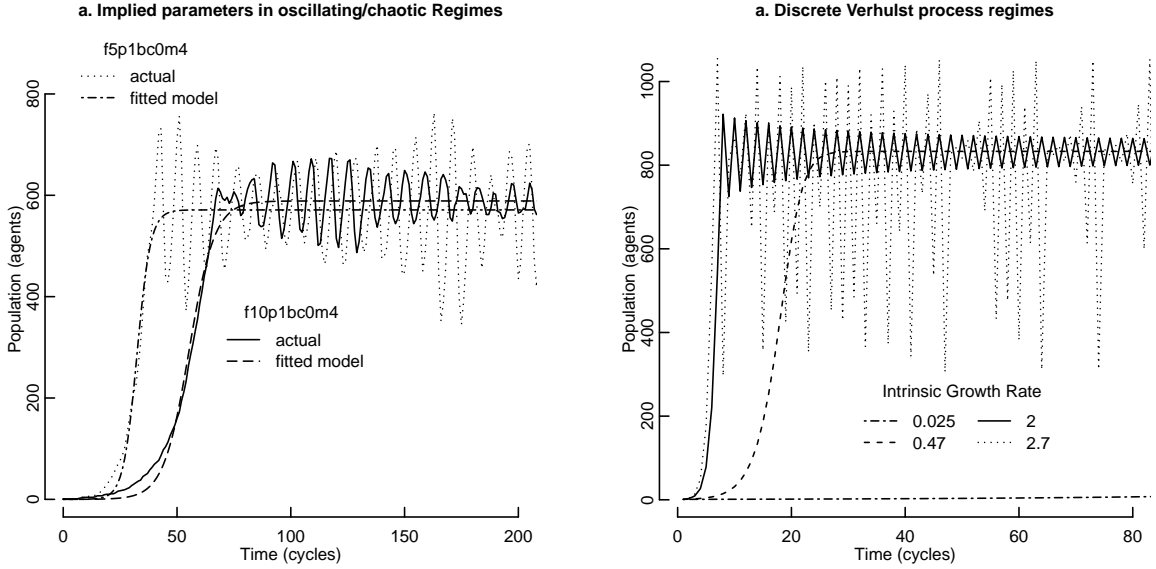 a. Implied parameters in oscillating/chaotic Regimes
f5p1bc0m4
actual
fitted model
f10p1bc0m4
actual
fitted model
Population (agents)
0
200
400
600
800
0
50
100
150
200
Time (cycles)
a. Discrete Verhulst process regimes
Population (agents)
0
200
400
600
800
1000
Intrinsic Growth Rate
0.025
2
0.47
2.7
0
20
40
60
80
Time (cycles)